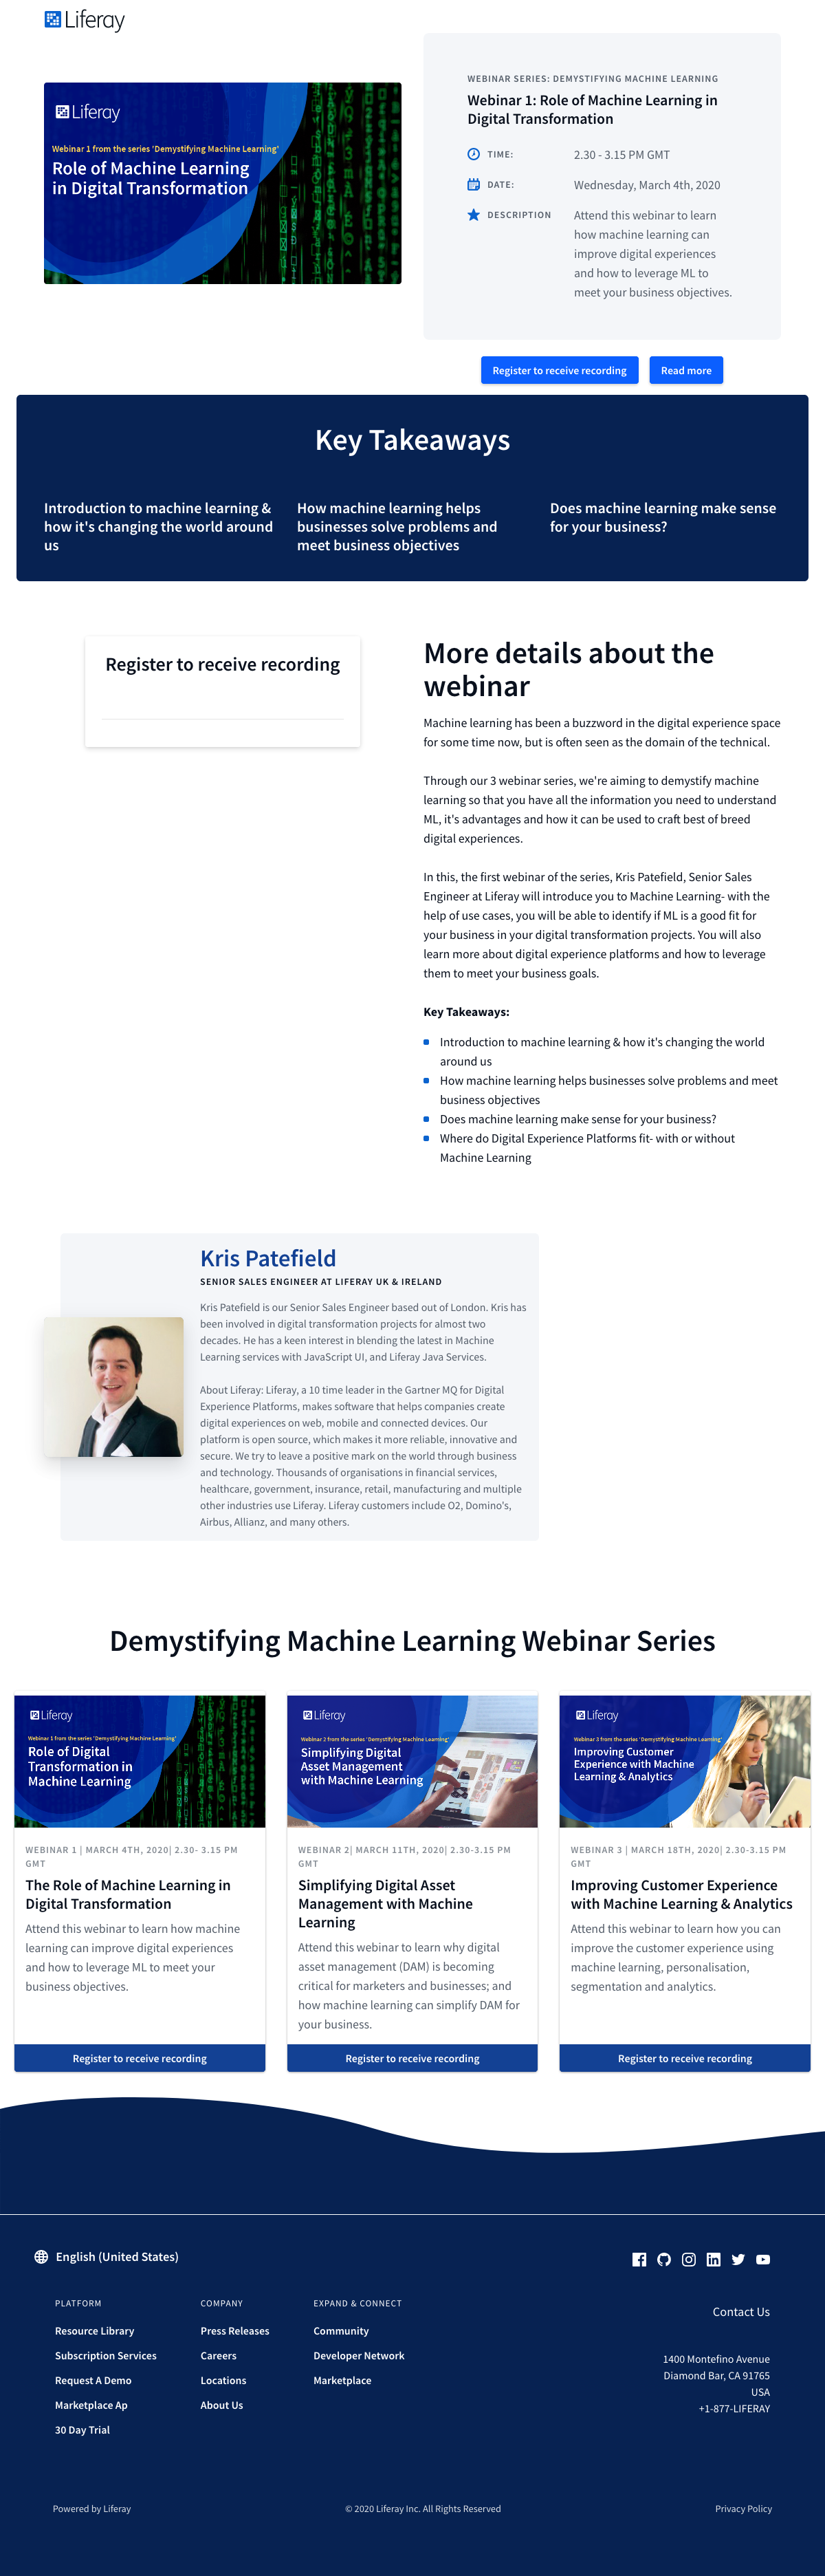 Liferay
Liferay
Webinar 1 from the series 'Demystifying Machine Learning'
Role of Machine Learning
in Digital Transformation
WEBINAR SERIES: DEMYSTIFYING MACHINE LEARNING
Webinar 1: Role of Machine Learning in
Digital Transformation
TIME: 2.30 - 3.15 PM GMT
DATE: Wednesday, March 4th, 2020
DESCRIPTION Attend this webinar to learn
how machine learning can
improve digital experiences
and how to leverage ML to
meet your business objectives.
Register to receive recording Read more
Key Takeaways
Introduction to machine learning &
how it's changing the world around
us
How machine learning helps
businesses solve problems and
meet business objectives
Does machine learning make sense
for your business?
Register to receive recording
More details about the
webinar
Machine learning has been a buzzword in the digital experience space
for some time now, but is often seen as the domain of the technical.
Through our 3 webinar series, we're aiming to demystify machine
learning so that you have all the information you need to understand
ML, it's advantages and how it can be used to craft best of breed
digital experiences.
In this, the first webinar of the series, Kris Patefield, Senior Sales
Engineer at Liferay will introduce you to Machine Learning- with the
help of use cases, you will be able to identify if ML is a good fit for
your business in your digital transformation projects. You will also
learn more about digital experience platforms and how to leverage
them to meet your business goals.
Key Takeaways:
Introduction to machine learning & how it's changing the world
around us
How machine learning helps businesses solve problems and meet
business objectives
Does machine learning make sense for your business?
Where do Digital Experience Platforms fit- with or without
Machine Learning
Kris Patefield
SENIOR SALES ENGINEER AT LIFERAY UK & IRELAND
Kris Patefield is our Senior Sales Engineer based out of London. Kris has
been involved in digital transformation projects for almost two
decades. He has a keen interest in blending the latest in Machine
Learning services with JavaScript UI, and Liferay Java Services.
About Liferay: Liferay, a 10 time leader in the Gartner MQ for Digital
Experience Platforms, makes software that helps companies create
digital experiences on web, mobile and connected devices. Our
platform is open source, which makes it more reliable, innovative and
secure. We try to leave a positive mark on the world through business
and technology. Thousands of organisations in financial services,
healthcare, government, insurance, retail, manufacturing and multiple
other industries use Liferay. Liferay customers include O2, Domino's,
Airbus, Allianz, and many others.
Demystifying Machine Learning Webinar Series
Liferay
Webinar 1 from the series 'Demystifying Machine Learning'
Role of Digital
Transformation in
Machine Learning
WEBINAR 1 | MARCH 4TH, 2020| 2.30- 3.15 PM
GMT
The Role of Machine Learning in
Digital Transformation
Attend this webinar to learn how machine
learning can improve digital experiences
and how to leverage ML to meet your
business objectives.
Register to receive recording
Liferay
Webinar 2 from the series 'Demystifying Machine Learning'
Simplifying Digital
Asset Management
with Machine Learning
WEBINAR 2| MARCH 11TH, 2020| 2.30-3.15 PM
GMT
Simplifying Digital Asset
Management with Machine
Learning
Attend this webinar to learn why digital
asset management (DAM) is becoming
critical for marketers and businesses; and
how machine learning can simplify DAM for
your business.
Register to receive recording
Liferay
Webinar 3 from the series 'Demystifying Machine Learning'
Improving Customer
Experience with Machine
Learning & Analytics
WEBINAR 3 | MARCH 18TH, 2020| 2.30-3.15 PM
GMT
Improving Customer Experience
with Machine Learning & Analytics
Attend this webinar to learn how you can
improve the customer experience using
machine learning, personalisation,
segmentation and analytics.
Register to receive recording
English (United States)
PLATFORM
Resource Library
Subscription Services
Request A Demo
Marketplace Ap
30 Day Trial
COMPANY
Press Releases
Careers
Locations
About Us
EXPAND & CONNECT
Community
Developer Network
Marketplace
Contact Us
1400 Montefino Avenue
Diamond Bar, CA 91765
USA
+1-877-LIFERAY
Powered by Liferay
© 2020 Liferay Inc. All Rights Reserved
Privacy Policy